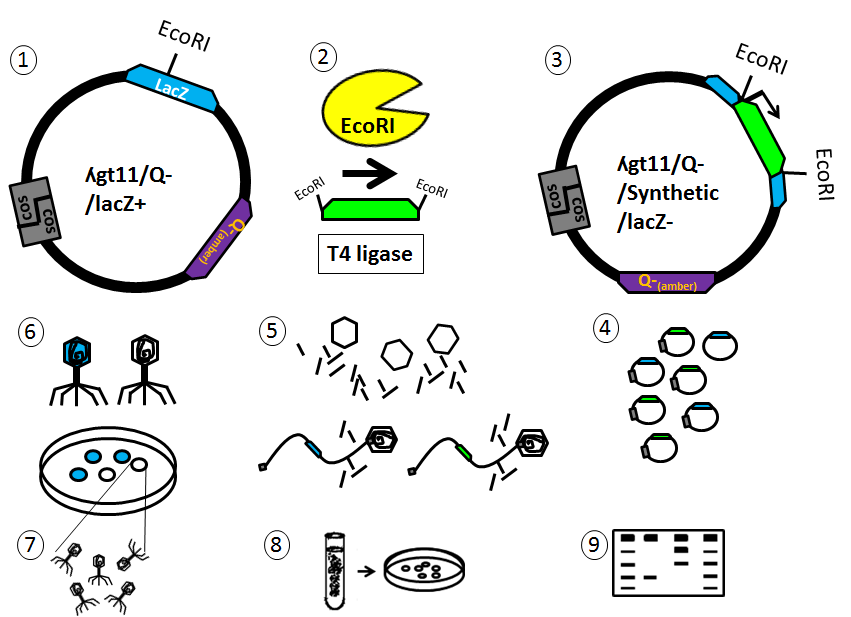 1
EcoRI
LacZ
ʎgt11/Q-
/lacZ+
cos
cos
Q-(amber)
2
EcoRI
EcoRI
EcoRI
T4 ligase
3
EcoRI
EcoRI
ʎgt11/Q-
/Synthetic
/lacZ-
cos
cos
Q-(amber)
6
5
4
7
8
9